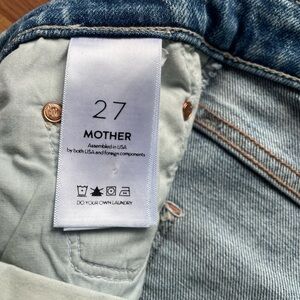 27
MOTHER
Assembled in USA
by both USA and foreign components
DO YOUR OWN LAUNDRY